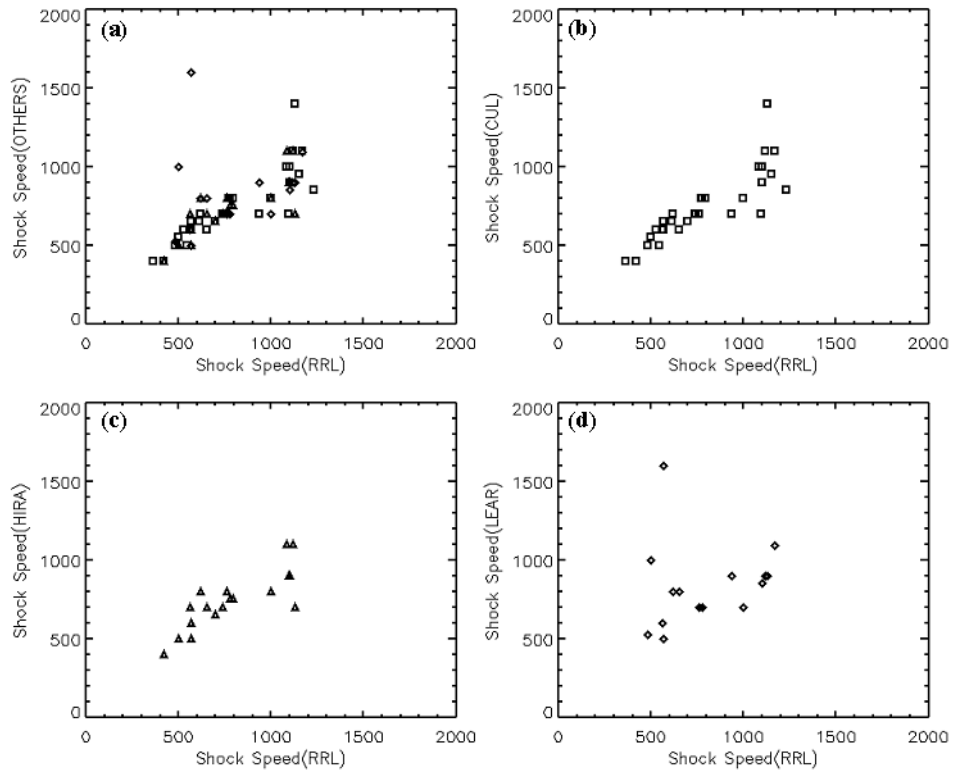 (a)
2000
1500
1000
500
0
Shock Speed(OTHERS)
0 500 1000 1500 2000
Shock Speed(RRL)
(b)
2000
1500
1000
500
0
Shock Speed(CUL)
0 500 1000 1500 2000
Shock Speed(RRL)
(c)
2000
1500
1000
500
0
Shock Speed(HIRA)
0 500 1000 1500 2000
Shock Speed(RRL)
(d)
2000
1500
1000
500
0
Shock Speed(LEAR)
0 500 1000 1500 2000
Shock Speed(RRL)